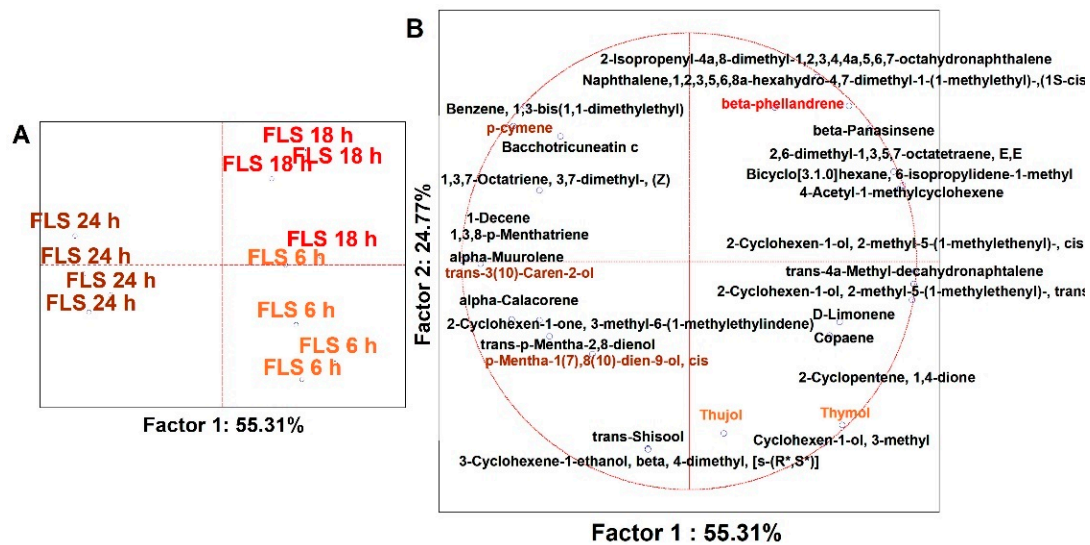 A
FLS 18 h
FLS 18 h
FLS 18 h
FLS 24 h
FLS 18 h
FLS 6 h
FLS 24 h
FLS 24 h
FLS 6 h
FLS 6 h
FLS 6 h
Factor 1: 55.31%
Factor 2: 24.77%
B
2-Isopropenyl-4a,8-dimethyl-1,2,3,4,4a,5,6,7-octahydronaphthalene
Naphthalene,1,2,3,5,6,8a-hexahydro-4,7-dimethyl-1-(1-methylethyl)-,(1S-cis
Benzene, 1,3-bis(1,1-dimethylethyl)
beta-phellandrene
p-cymene
beta-Panasinsene
Bacchotricuneatin c
2,6-dimethyl-1,3,5,7-octatetraene, E,E
Bicyclo[3.1.0]hexane, 6-isopropylidene-1-methyl
1,3,7-Octatriene, 3,7-dimethyl-, (Z)
4-Acetyl-1-methylcyclohexene
1-Decene
1,3,8-p-Menthatriene
2-Cyclohexen-1-ol, 2-methyl-5-(1-methylethenyl)-, cis
alpha-Muurolene
trans-3(10)-Caren-2-ol
trans-4a-Methyl-decahydronaphtalene
2-Cyclohexen-1-ol, 2-methyl-5-(1-methylethenyl)-, trans
alpha-Calacorene
D-Limonene
2-Cyclohexen-1-one, 3-methyl-6-(1-methylethylindene)
Copaene
trans-p-Mentha-2,8-dienol
p-Mentha-1(7),8(10)-dien-9-ol, cis
2-Cyclopentene, 1,4-dione
Thujol
Thymol
trans-Shisool
Cyclohexen-1-ol, 3-methyl
3-Cyclohexene-1-ethanol, beta, 4-dimethyl, [s-(R*,S*)]
Factor 1 : 55.31%